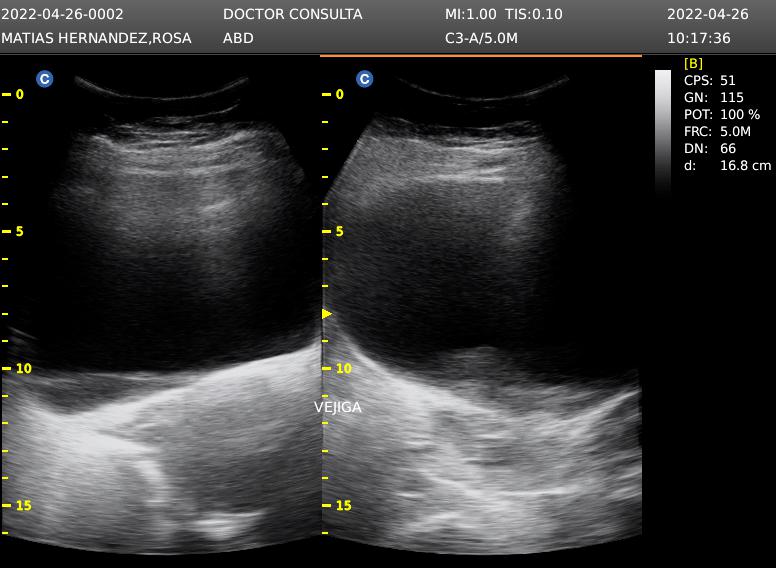 2022-04-26-0002 DOCTOR CONSULTA MI:1.00 TIS:0.10 2022-04-26
MATIAS HERNANDEZ,ROSA ABD C3-A/5.0M 10:17:36
C C
[B]
CPS: 51
GN: 115
POT: 100 %
FRC: 5.0M
DN: 66
d: 16.8 cm
0 0
5 5
10 10
VEJIGA
15 15